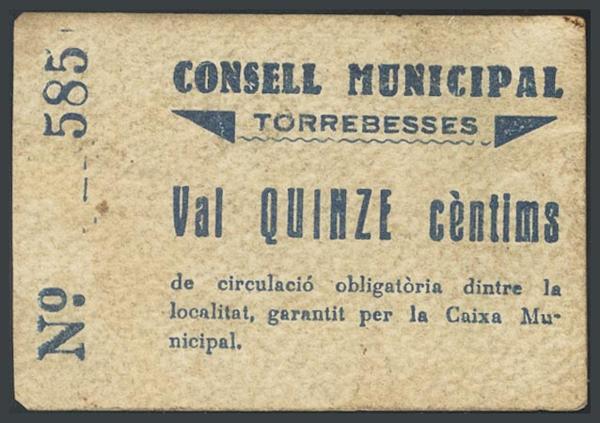 Nº 585
CONSELL MUNICIPAL
TORREBESSES
Val QUINZE cèntims
de circulació obligatòria dintre la
localitat, garantit per la Caixa Mu-
nicipal.